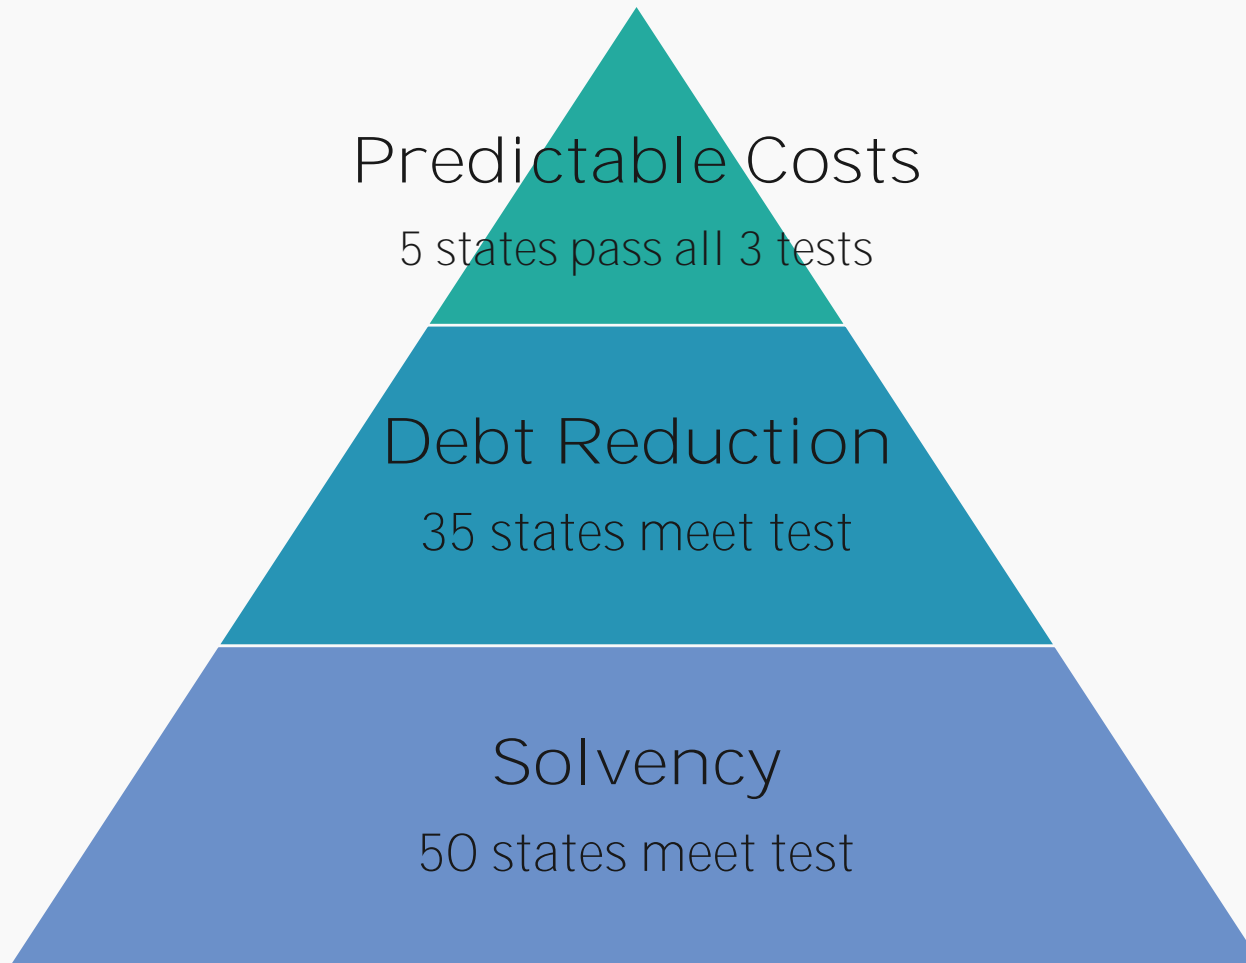 Predictable Costs
5 states pass all 3 tests
Debt Reduction
35 states meet test
Solvency
50 states meet test